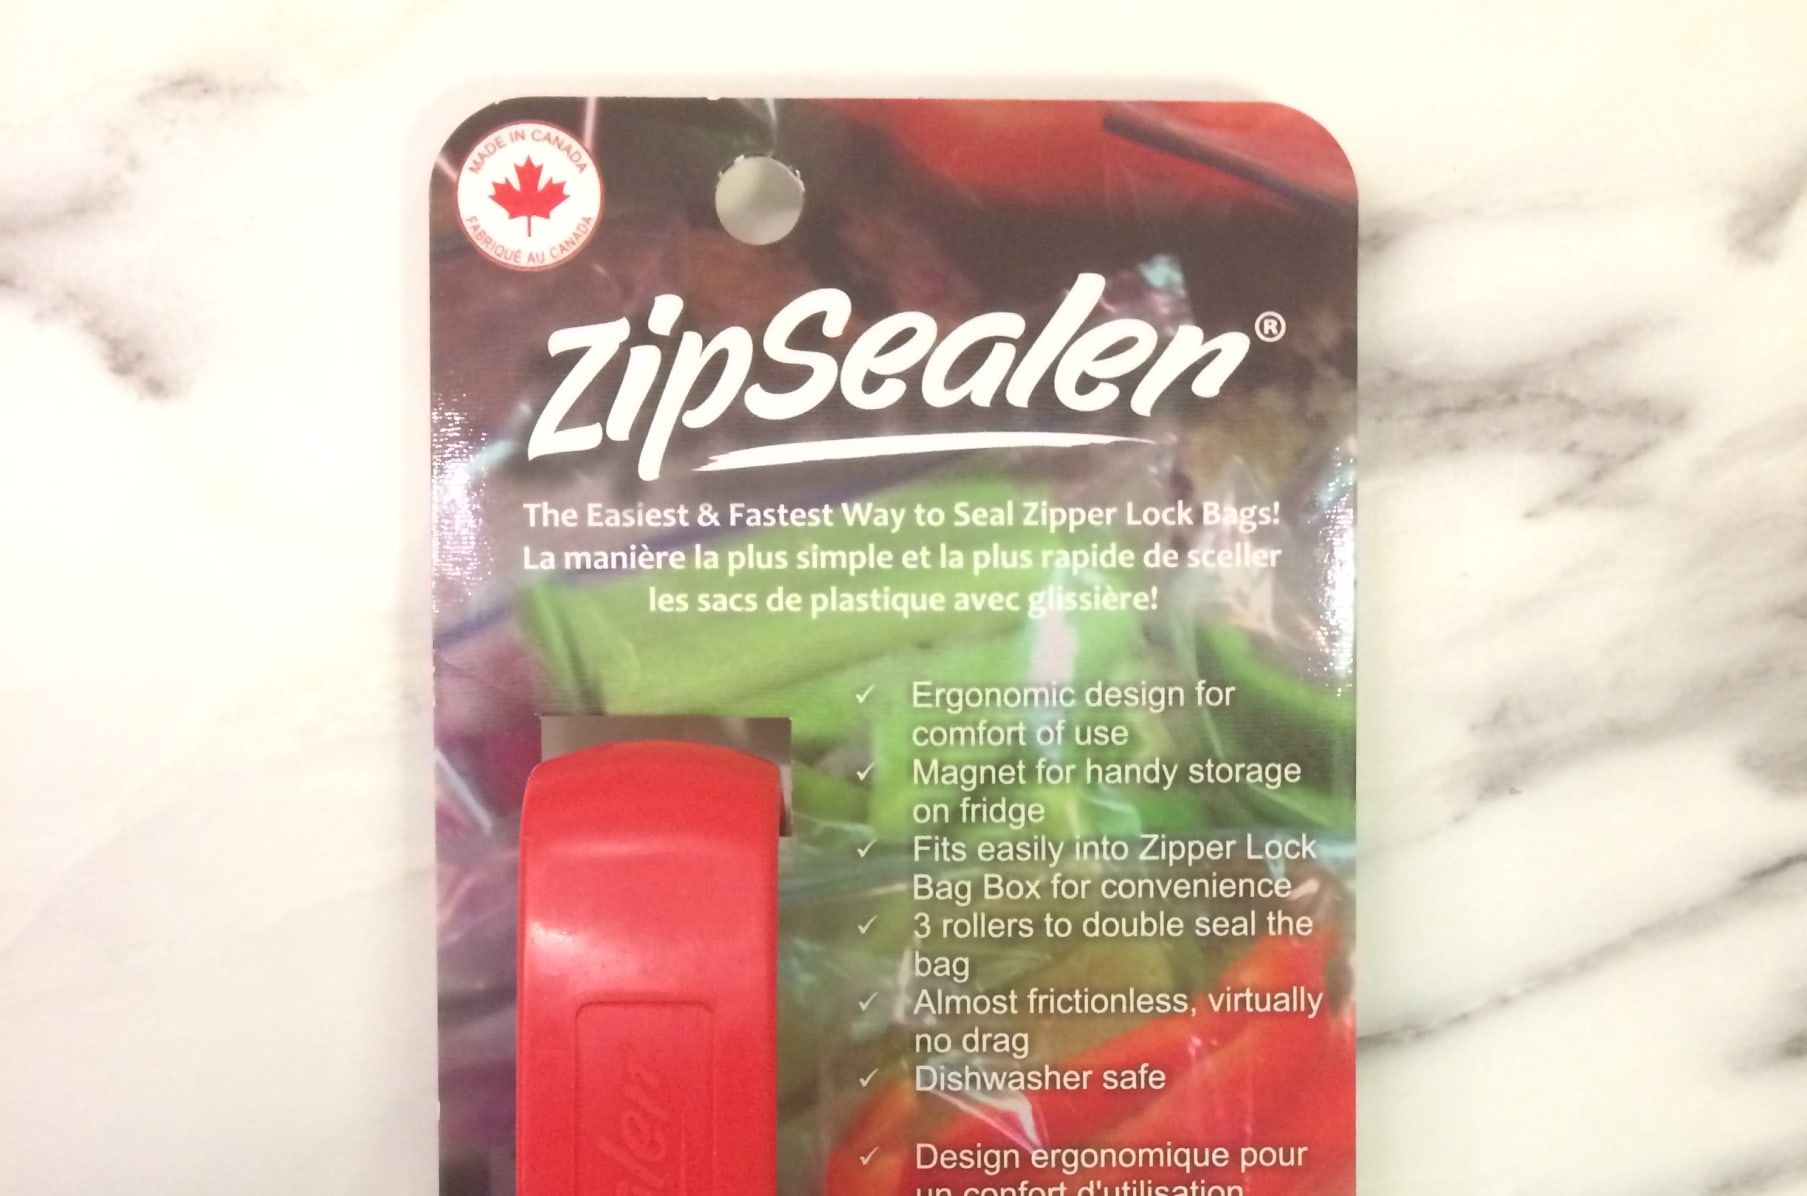 MADE IN CANADA
FABRIQUÉ AU CANADA
ZipSealer®
The Easiest & Fastest Way to Seal Zipper Lock Bags!
La manière la plus simple et la plus rapide de sceller
les sacs de plastique avec glissière!
✓ Ergonomic design for
comfort of use
✓ Magnet for handy storage
on fridge
✓ Fits easily into Zipper Lock
Bag Box for convenience
✓ 3 rollers to double seal the
bag
✓ Almost frictionless, virtually
no drag
✓ Dishwasher safe
✓ Design ergonomique pour
un confort d'utilisation